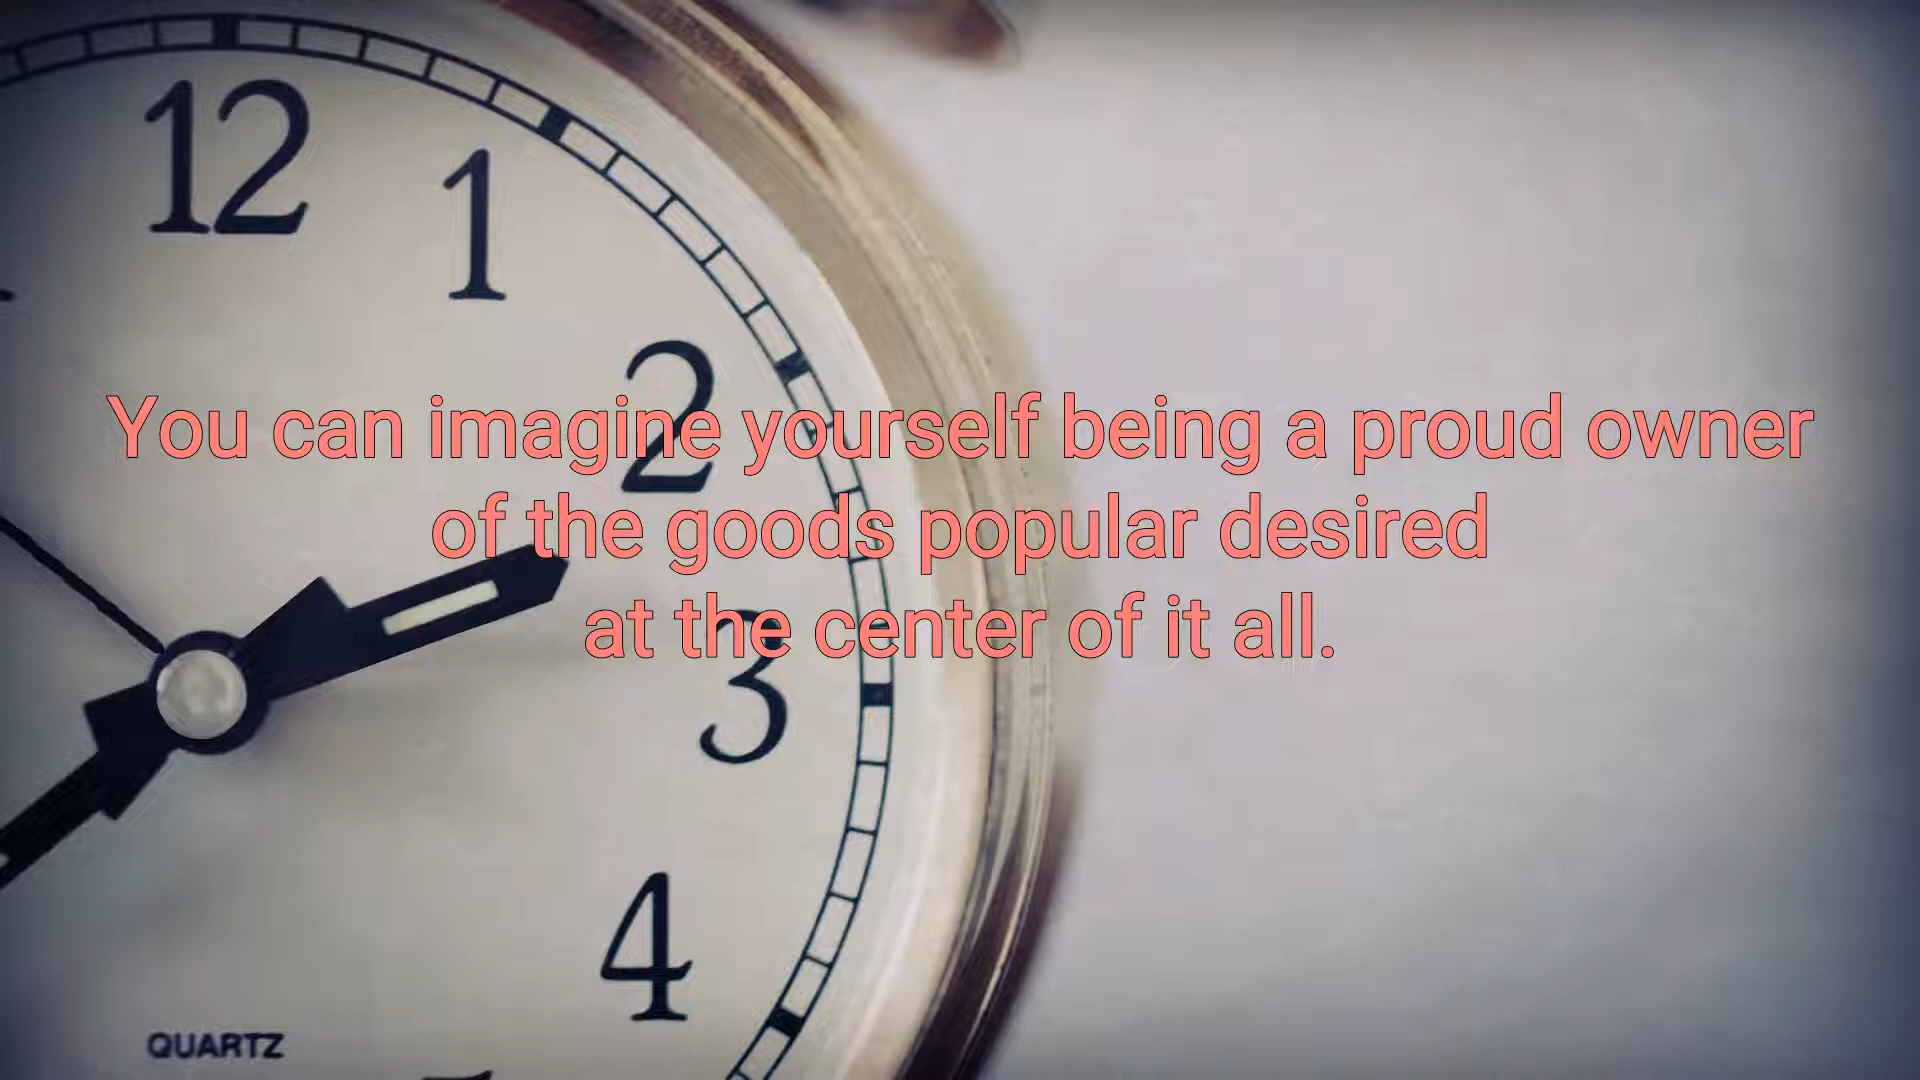 12
1
2
You can imagine yourself being a proud owner
of the goods popular desired
at the center of it all.
3
4
QUARTZ